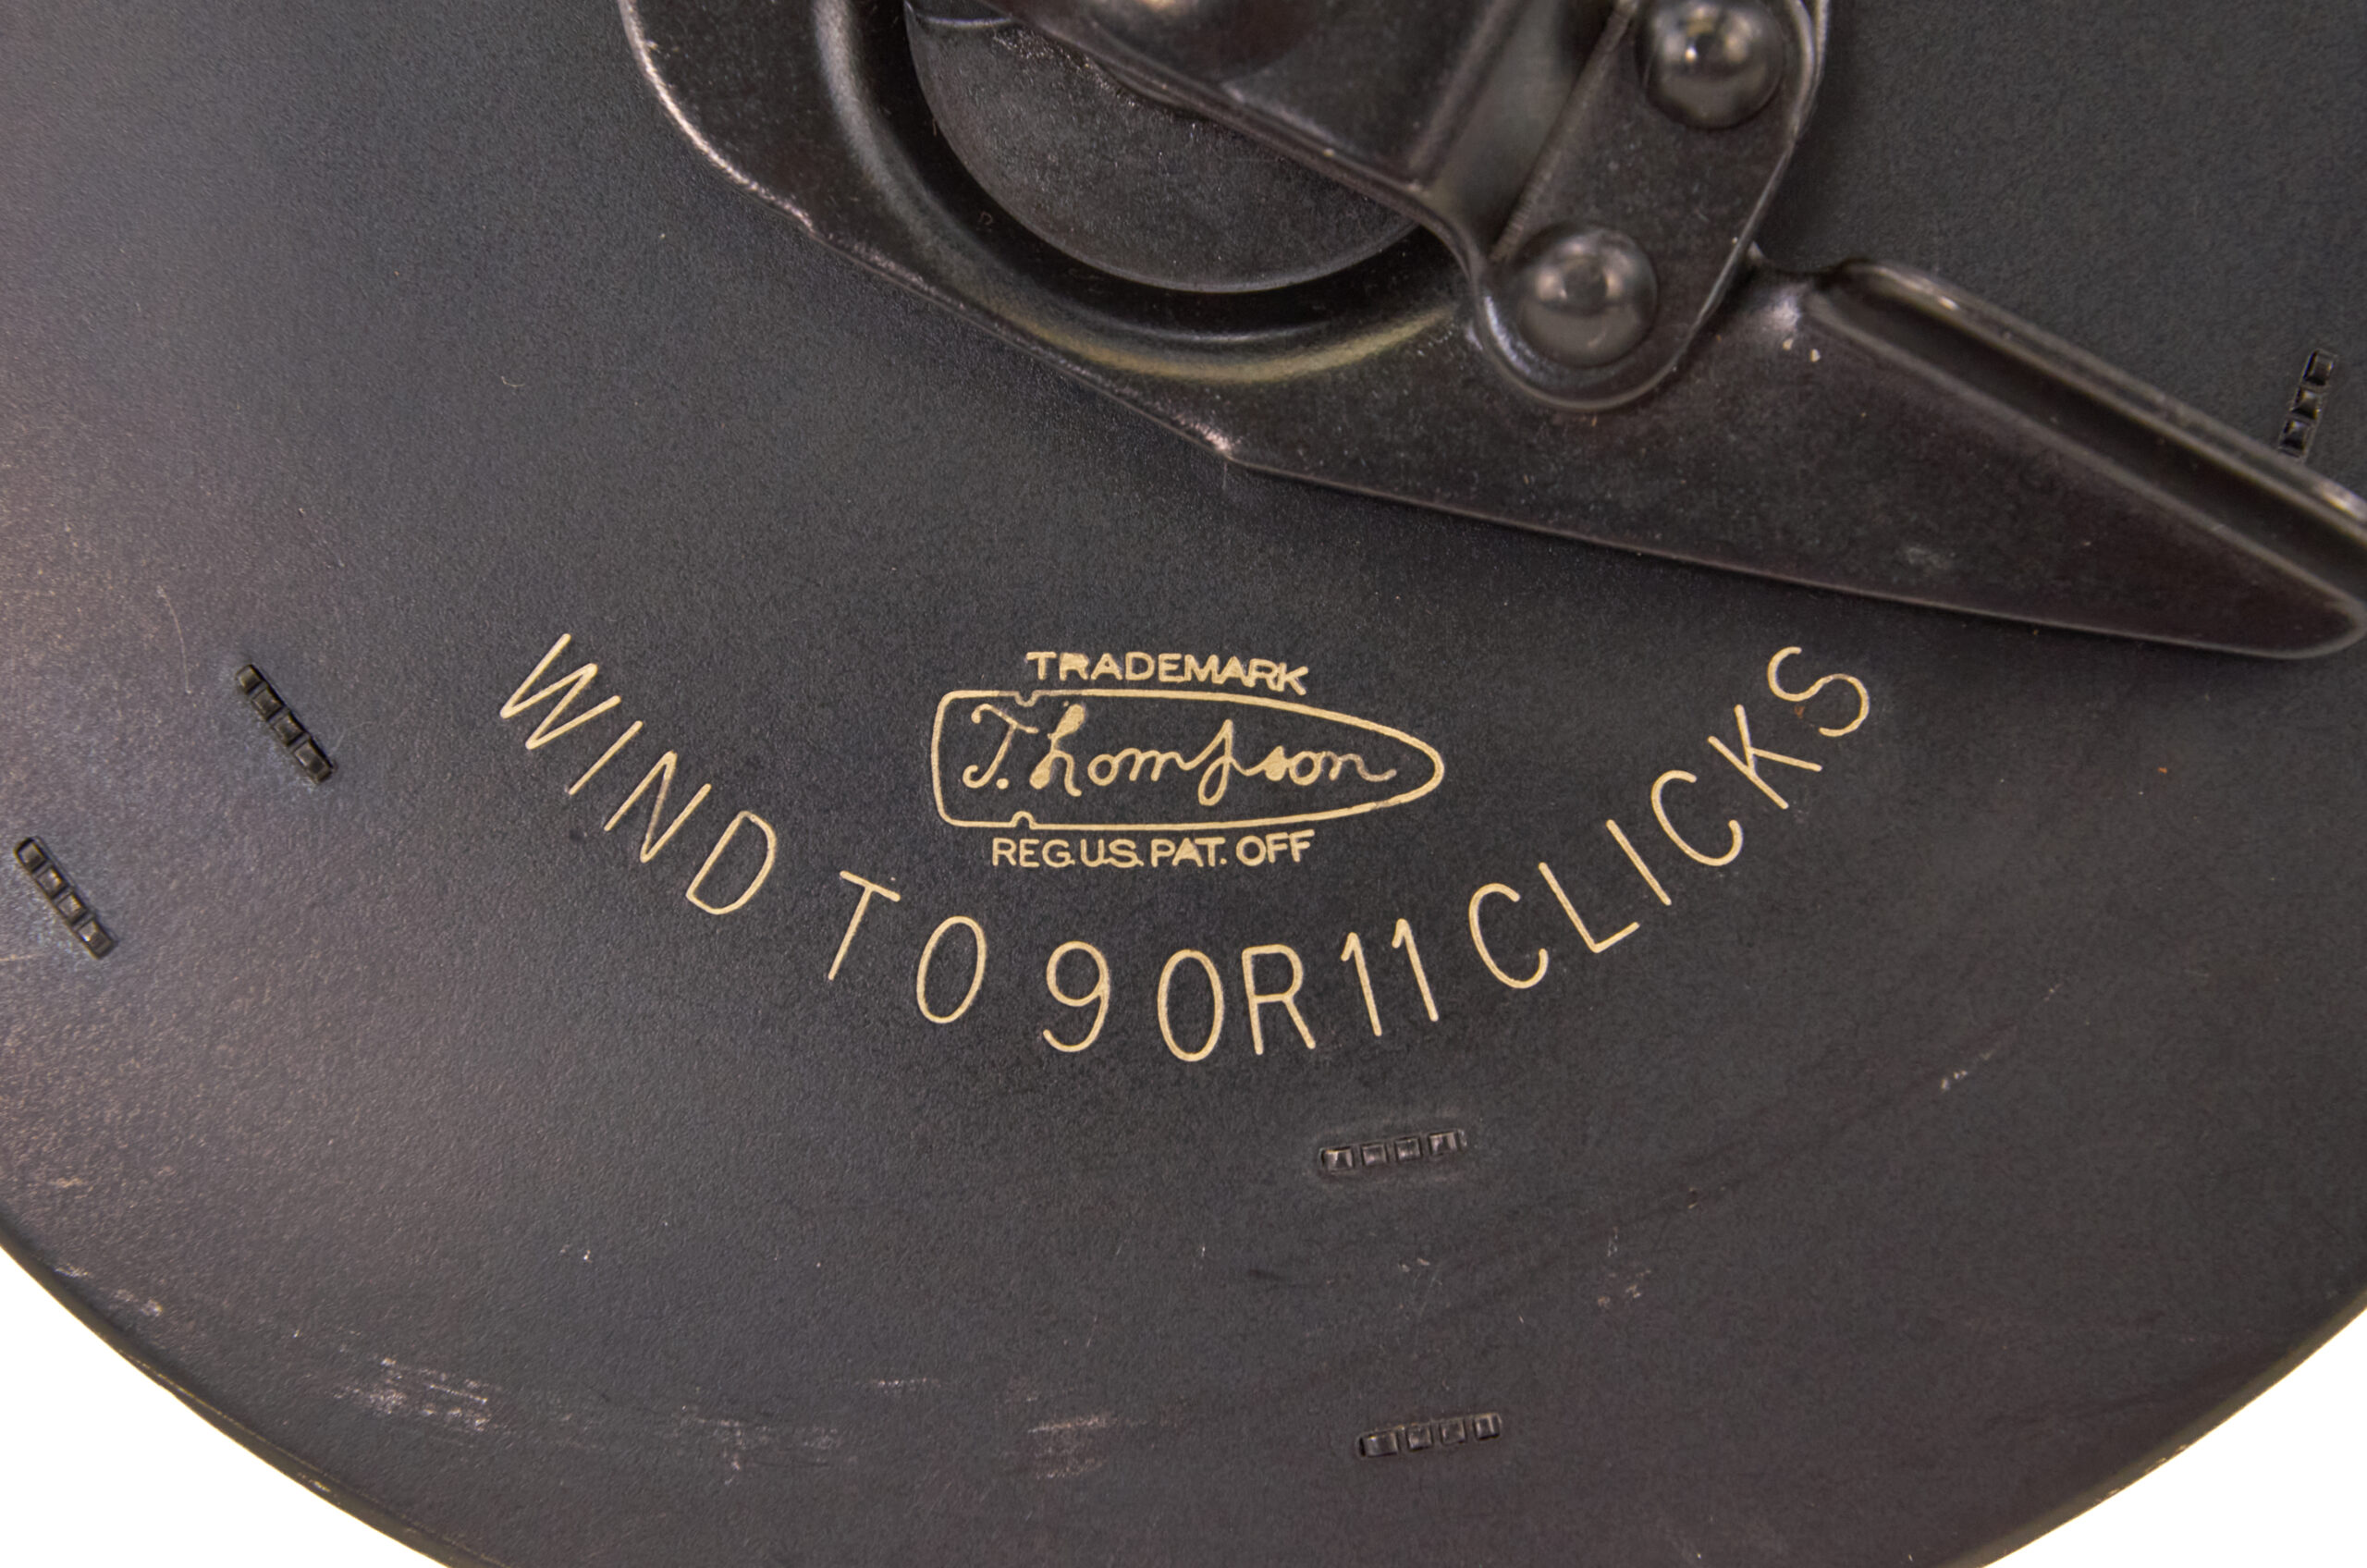 TRADEMARK
Thompson
REG.U.S. PAT. OFF
WIND TO 9 OR 11 CLICKS